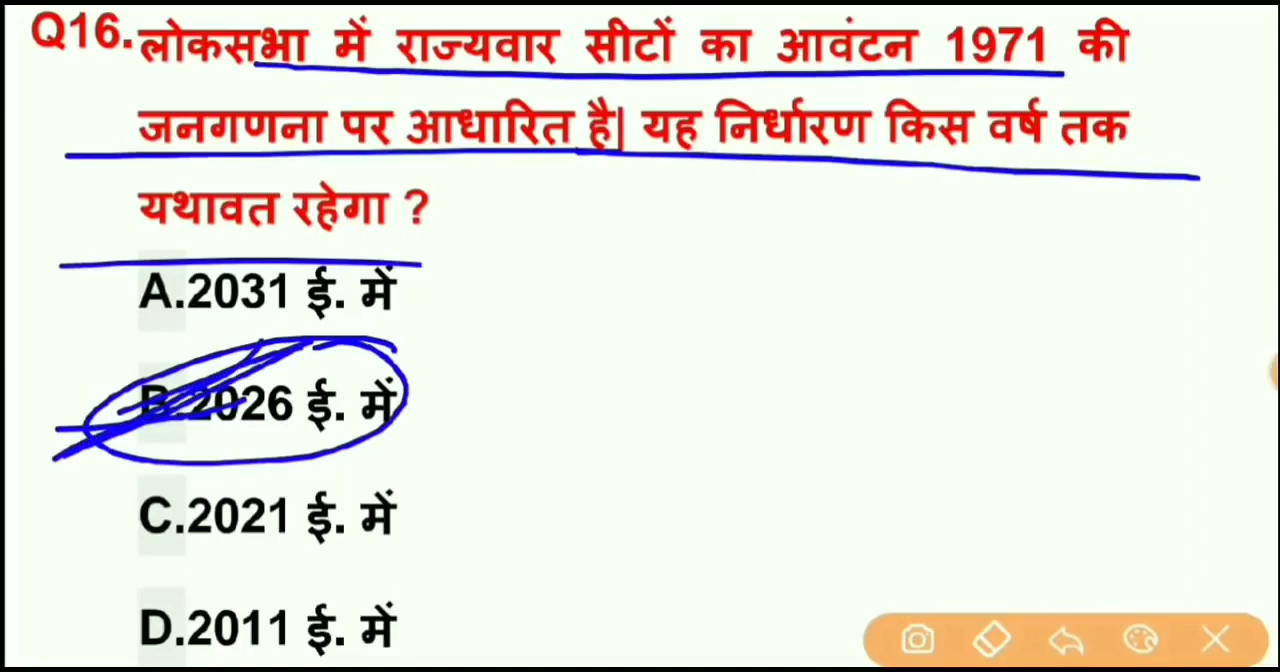 Q16. लोकसभा में राज्यवार सीटों का आवंटन 1971 की
जनगणना पर आधारित है| यह निर्धारण किस वर्ष तक
यथावत रहेगा ?
A.2031 ई. में
B.2026 ई. में
C.2021 ई. में
D.2011 ई. में